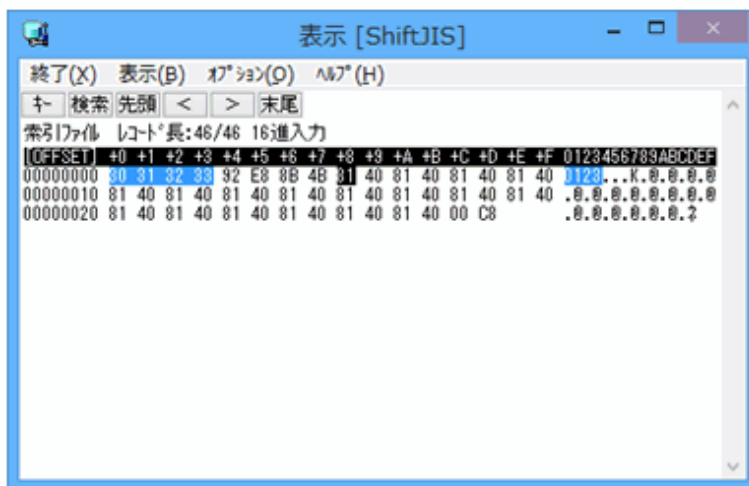 表示 [ShiftJIS]
終了(X) 表示(B) ｵﾌﾟｼｮﾝ(O) ﾍﾙﾌﾟ(H)
ｷｰ 検索 先頭 < > 末尾
索引ﾌｧｲﾙ ﾚｺｰﾄﾞ長:46/46 16進入力
[OFFSET] +0 +1 +2 +3 +4 +5 +6 +7 +8 +9 +A +B +C +D +E +F 0123456789ABCDEF
00000000 30 31 32 33 92 E8 8B 4B 81 40 81 40 81 40 81 40 0123...K.@.@.@.@
00000010 81 40 81 40 81 40 81 40 81 40 81 40 81 40 81 40 .@.@.@.@.@.@.@.@
00000020 81 40 81 40 81 40 81 40 81 40 81 40 00 C8 .@.@.@.@.@.@.ﾈ